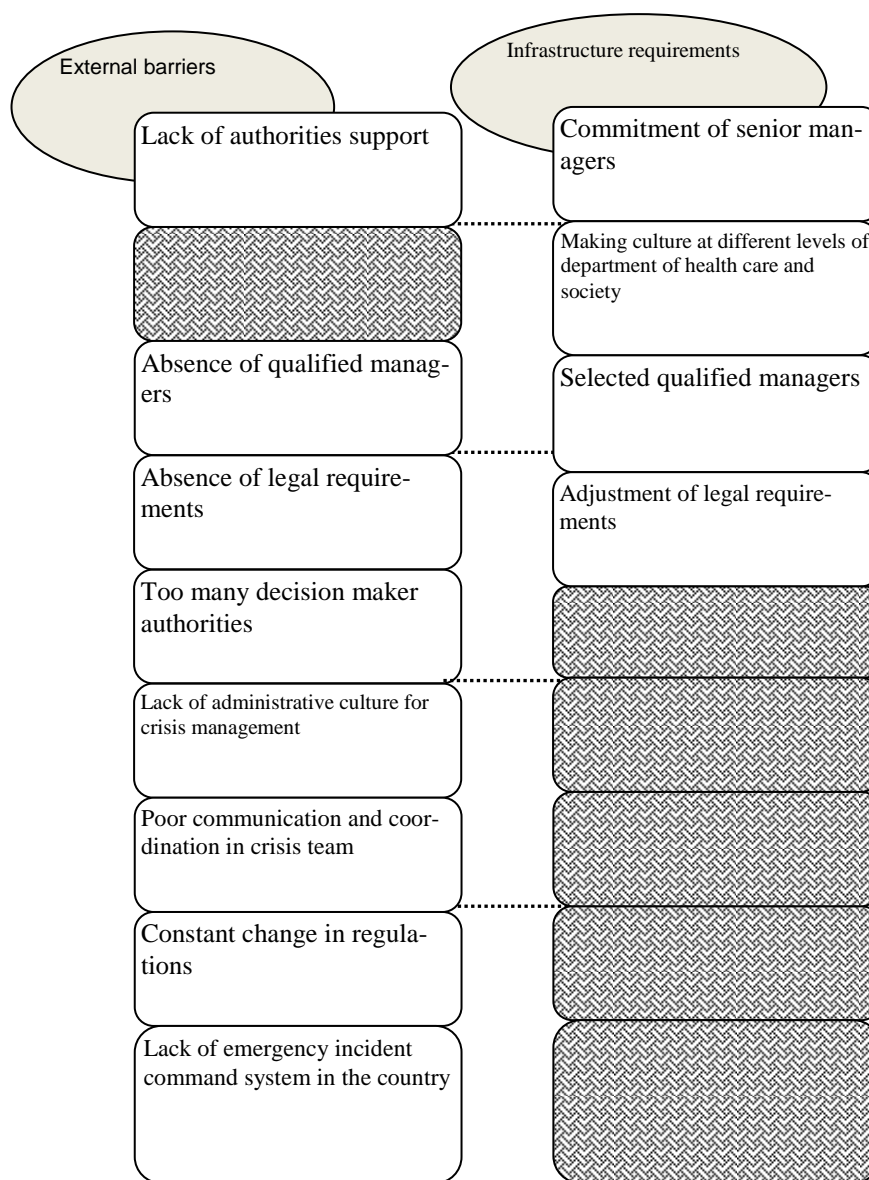 External barriers
Lack of authorities support
Absence of qualified manag-
ers
Absence of legal require-
ments
Too many decision maker
authorities
Lack of administrative culture for
crisis management
Poor communication and coor-
dination in crisis team
Constant change in regula-
tions
Lack of emergency incident
command system in the country
Infrastructure requirements
Commitment of senior man-
agers
Making culture at different levels of
department of health care and
society
Selected qualified managers
Adjustment of legal require-
ments